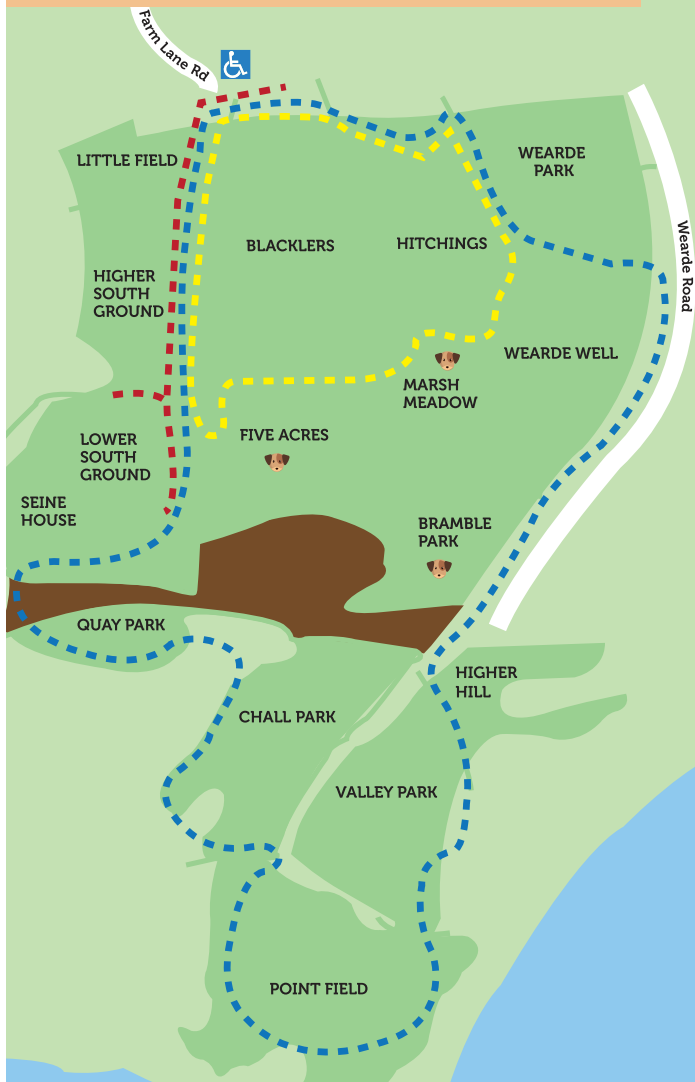 Farm Lane Rd
LITTLE FIELD
WEARDE
PARK
BLACKLERS
HITCHINGS
Wearde Road
HIGHER
SOUTH
GROUND
WEARDE WELL
MARSH
MEADOW
FIVE ACRES
LOWER
SOUTH
GROUND
SEINE
HOUSE
BRAMBLE
PARK
QUAY PARK
HIGHER
HILL
CHALL PARK
VALLEY PARK
POINT FIELD